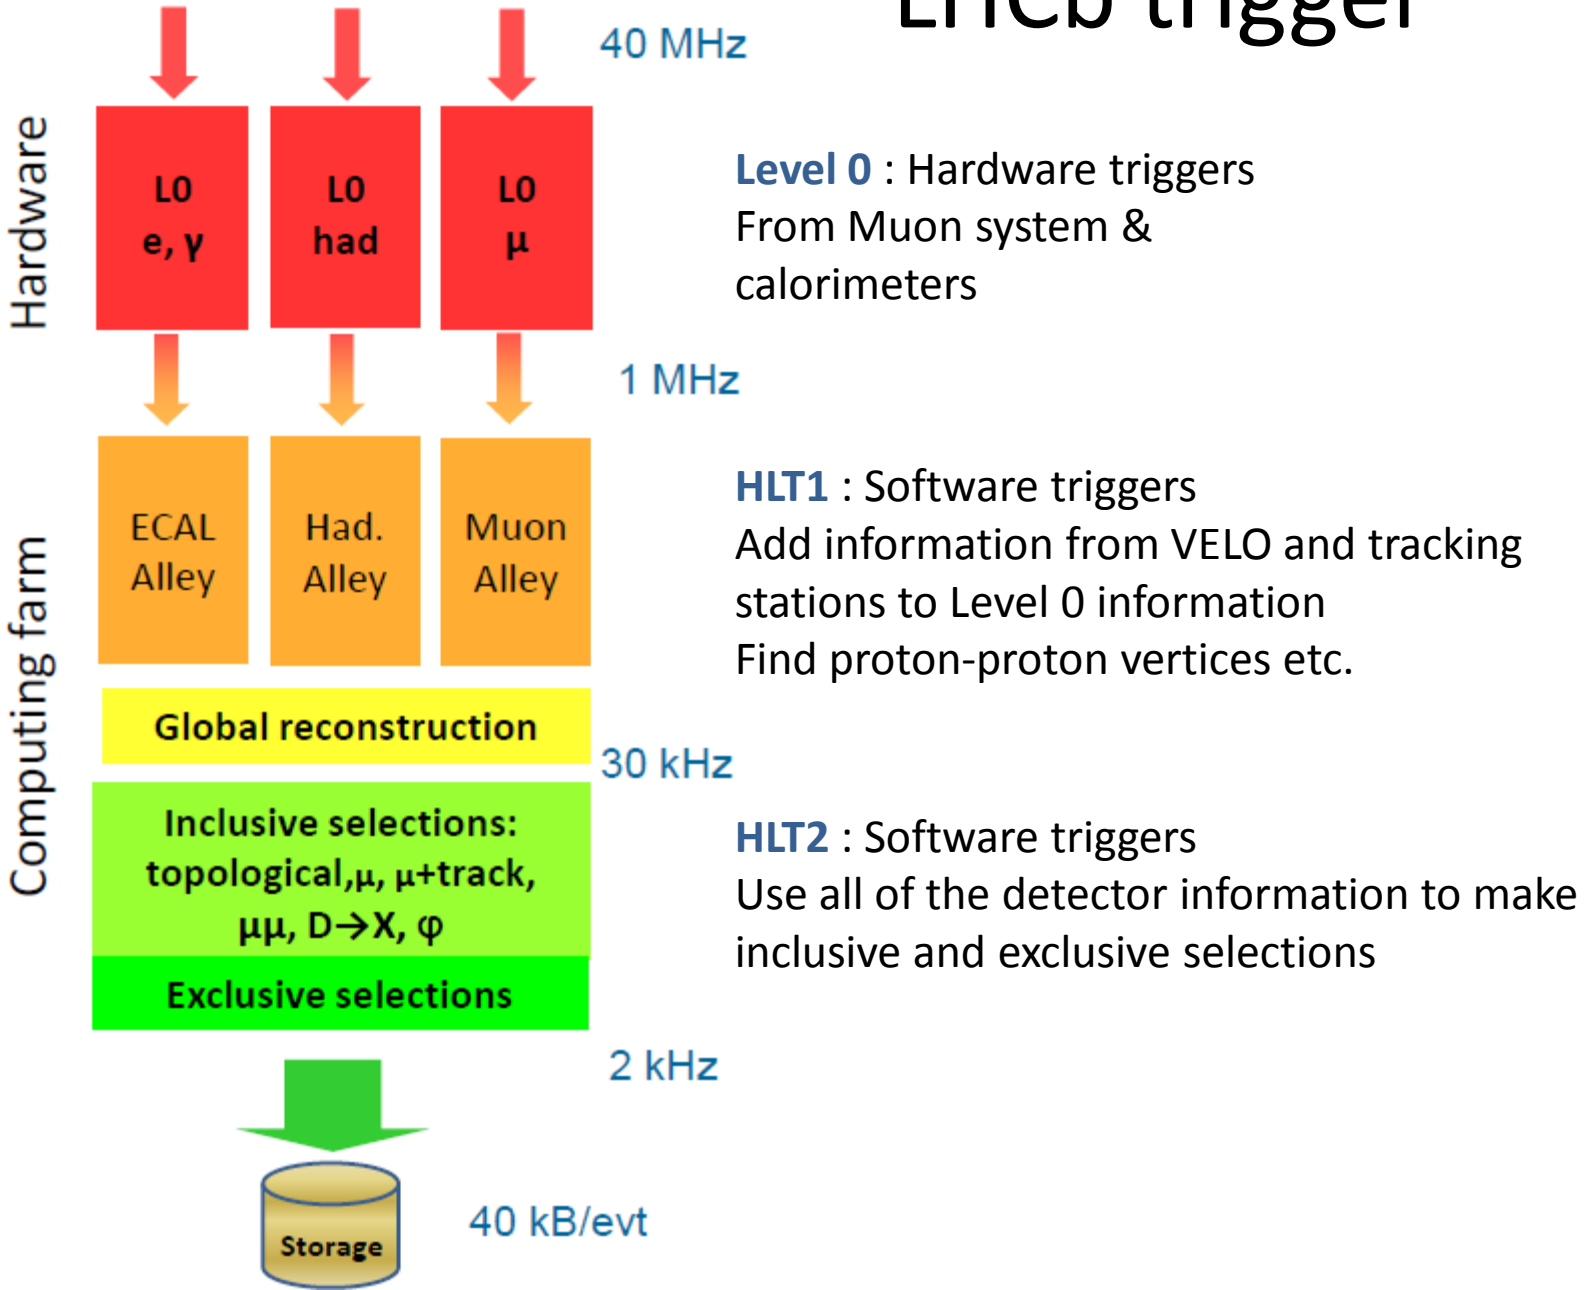 LHCb trigger
40 MHz
Hardware
L0
e, γ
L0
had
L0
μ
Level 0 : Hardware triggers
From Muon system &
calorimeters
1 MHz
Computing farm
ECAL
Alley
Had.
Alley
Muon
Alley
HLT1 : Software triggers
Add information from VELO and tracking
stations to Level 0 information
Find proton-proton vertices etc.
Global reconstruction
30 kHz
Inclusive selections:
topological,μ, μ+track,
μμ, D→X, φ
HLT2 : Software triggers
Use all of the detector information to make
inclusive and exclusive selections
Exclusive selections
2 kHz
Storage
40 kB/evt